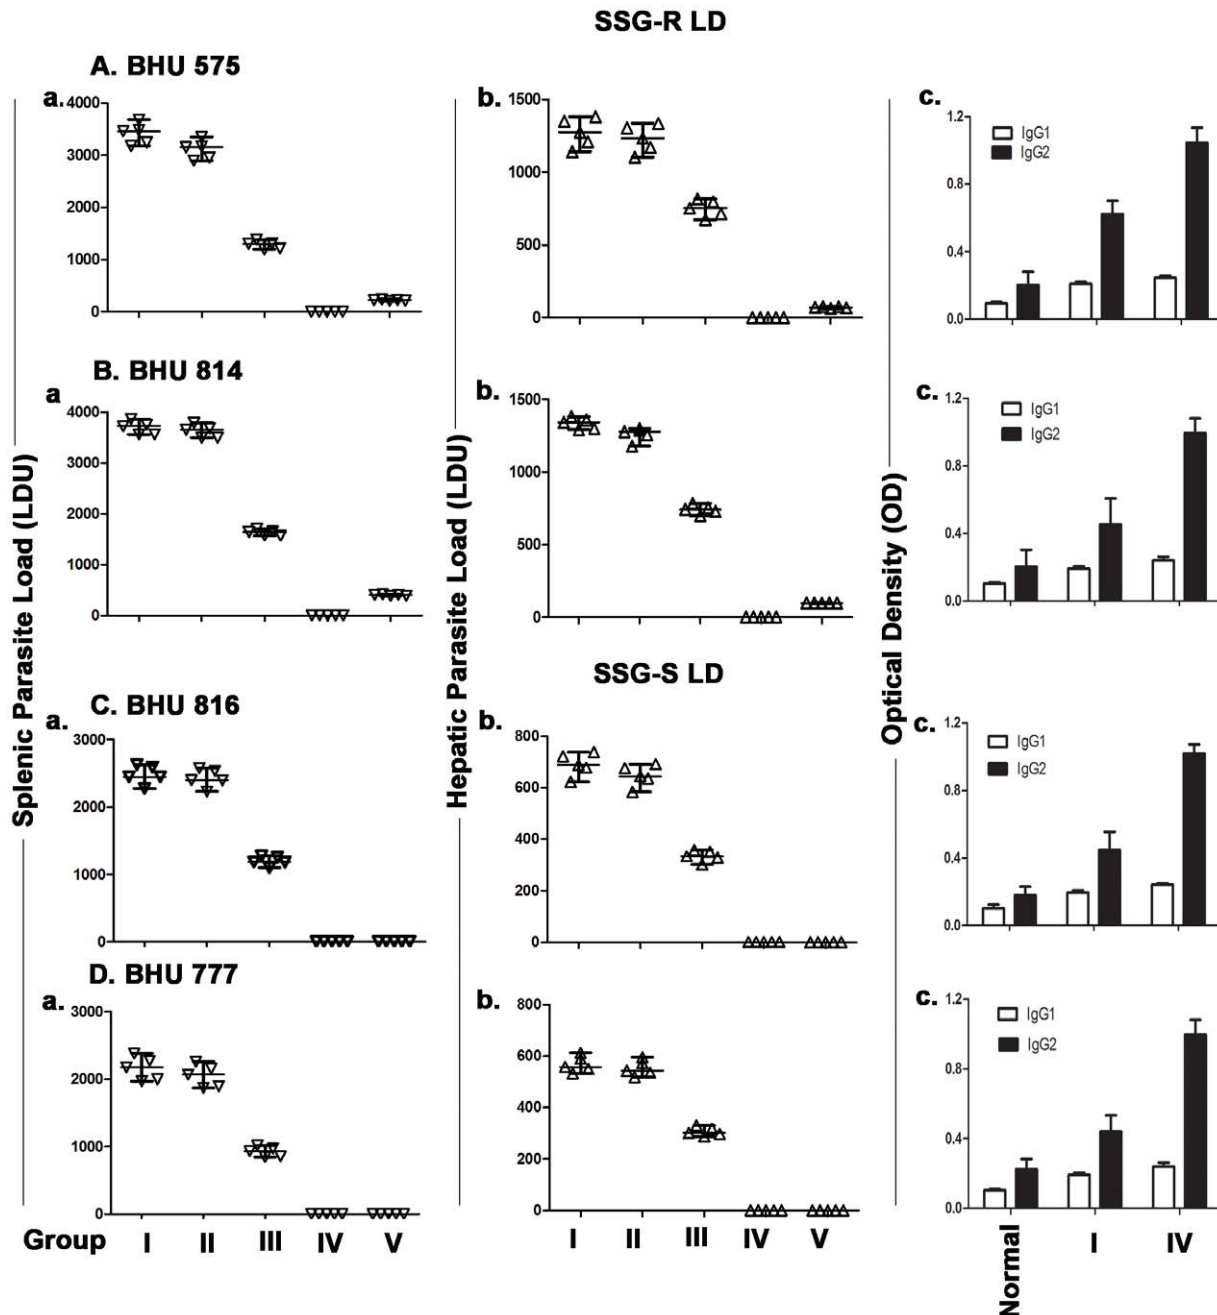 SSG-R LD
A. BHU 575
a.
4000
3000
2000
1000
0
b.
1500
1000
500
0
c.
1.2
0.8
0.4
0.0
IgG1
IgG2
B. BHU 814
a
4000
3000
2000
1000
0
b.
1500
1000
500
0
c.
1.2
0.8
0.4
0.0
IgG1
IgG2
Splenic Parasite Load (LDU)
Hepatic Parasite Load (LDU)
Optical Density (OD)
SSG-S LD
C. BHU 816
a.
3000
2000
1000
0
b.
800
600
400
200
0
c.
1.2
0.8
0.4
0.0
IgG1
IgG2
D. BHU 777
a.
3000
2000
1000
0
b.
800
600
400
200
0
c.
1.2
0.8
0.4
0.0
IgG1
IgG2
Group I II III IV V
I II III IV V
Normal I IV